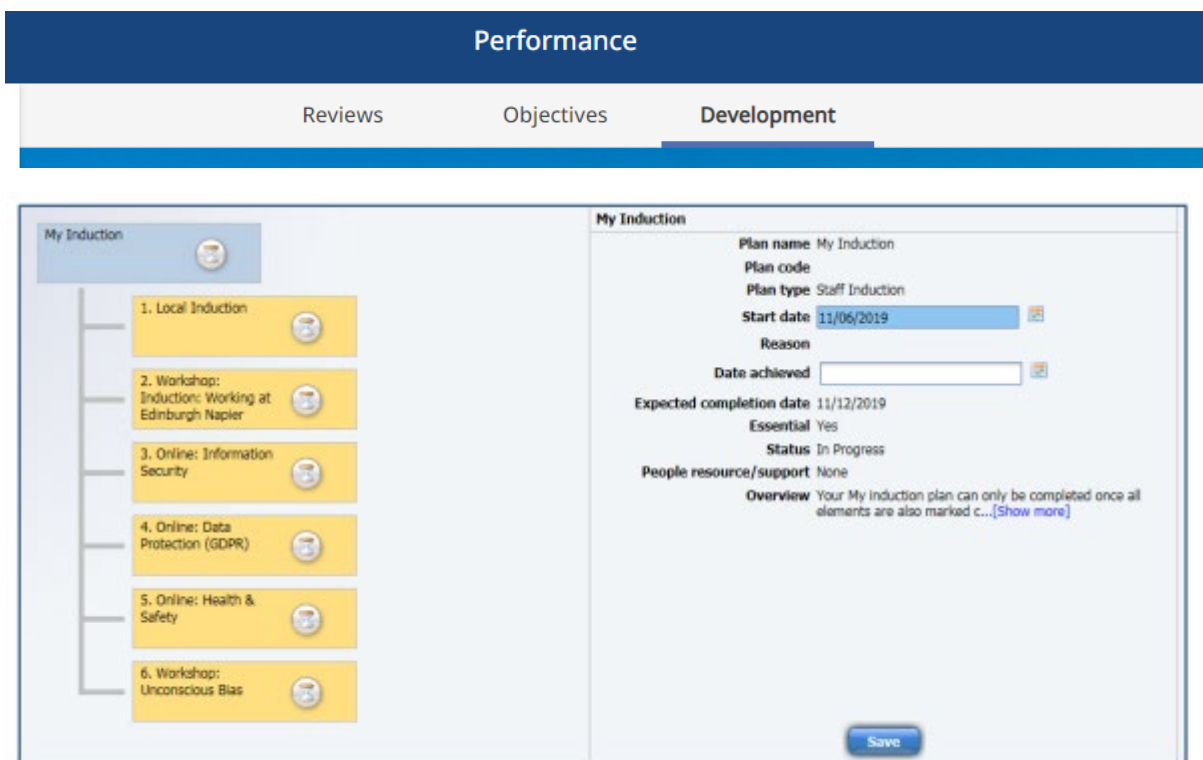 Performance
Reviews Objectives Development
My Induction
1. Local Induction
2. Workshop:
Induction: Working at
Edinburgh Napier
3. Online: Information
Security
4. Online: Data
Protection (GDPR)
5. Online: Health &
Safety
6. Workshop:
Unconscious Bias
My Induction
Plan name My Induction
Plan code
Plan type Staff Induction
Start date 11/06/2019
Reason
Date achieved
Expected completion date 11/12/2019
Essential Yes
Status In Progress
People resource/support None
Overview Your My induction plan can only be completed once all
elements are also marked c...[Show more]
Save